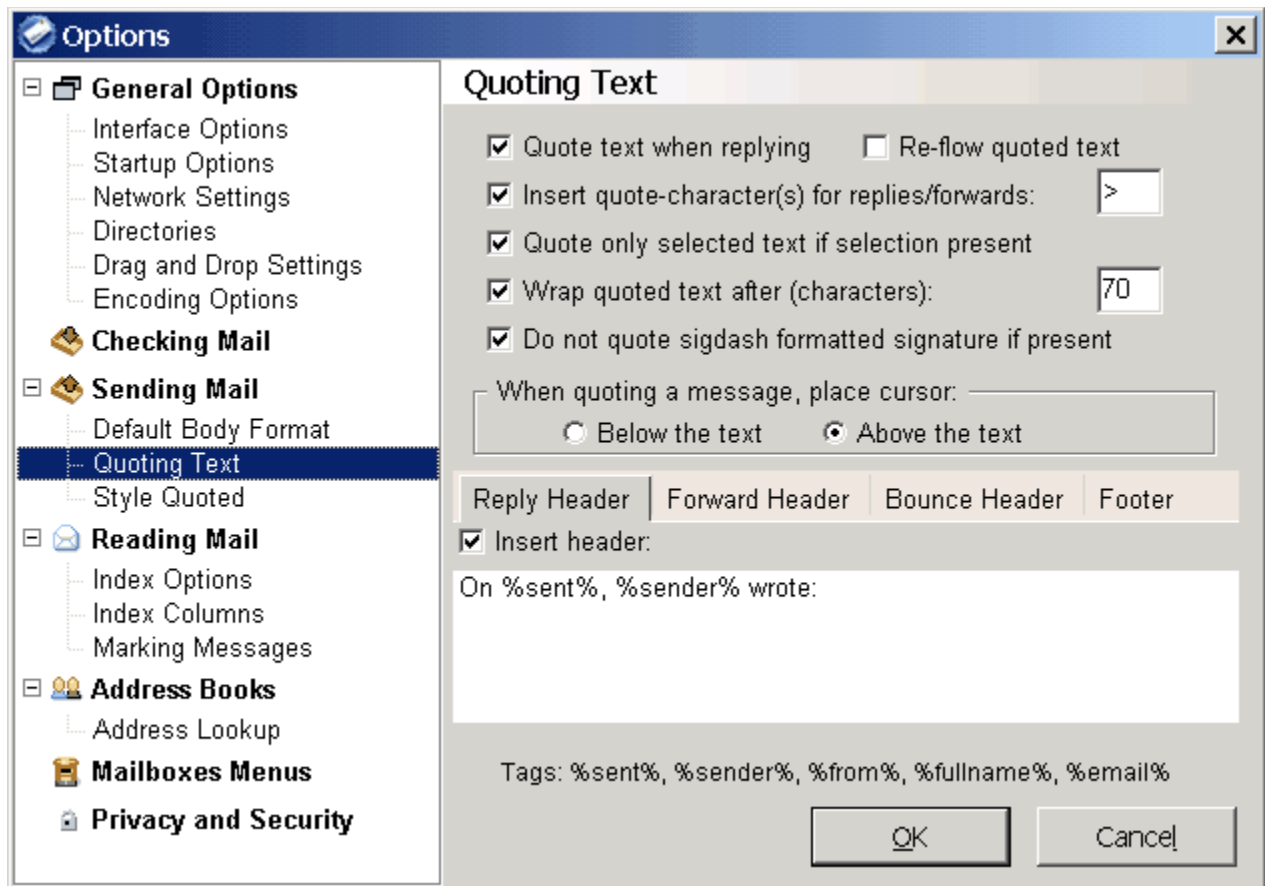 Options
General Options
Interface Options
Startup Options
Network Settings
Directories
Drag and Drop Settings
Encoding Options
Checking Mail
Sending Mail
Default Body Format
Quoting Text
Style Quoted
Reading Mail
Index Options
Index Columns
Marking Messages
Address Books
Address Lookup
Mailboxes Menus
Privacy and Security
Quoting Text
Quote text when replying Re-flow quoted text
Insert quote-character(s) for replies/forwards: >
Quote only selected text if selection present
Wrap quoted text after (characters): 70
Do not quote sigdash formatted signature if present
When quoting a message, place cursor:
Below the text Above the text
Reply Header Forward Header Bounce Header Footer
Insert header:
On %sent%, %sender% wrote:
Tags: %sent%, %sender%, %from%, %fullname%, %email%
OK Cancel